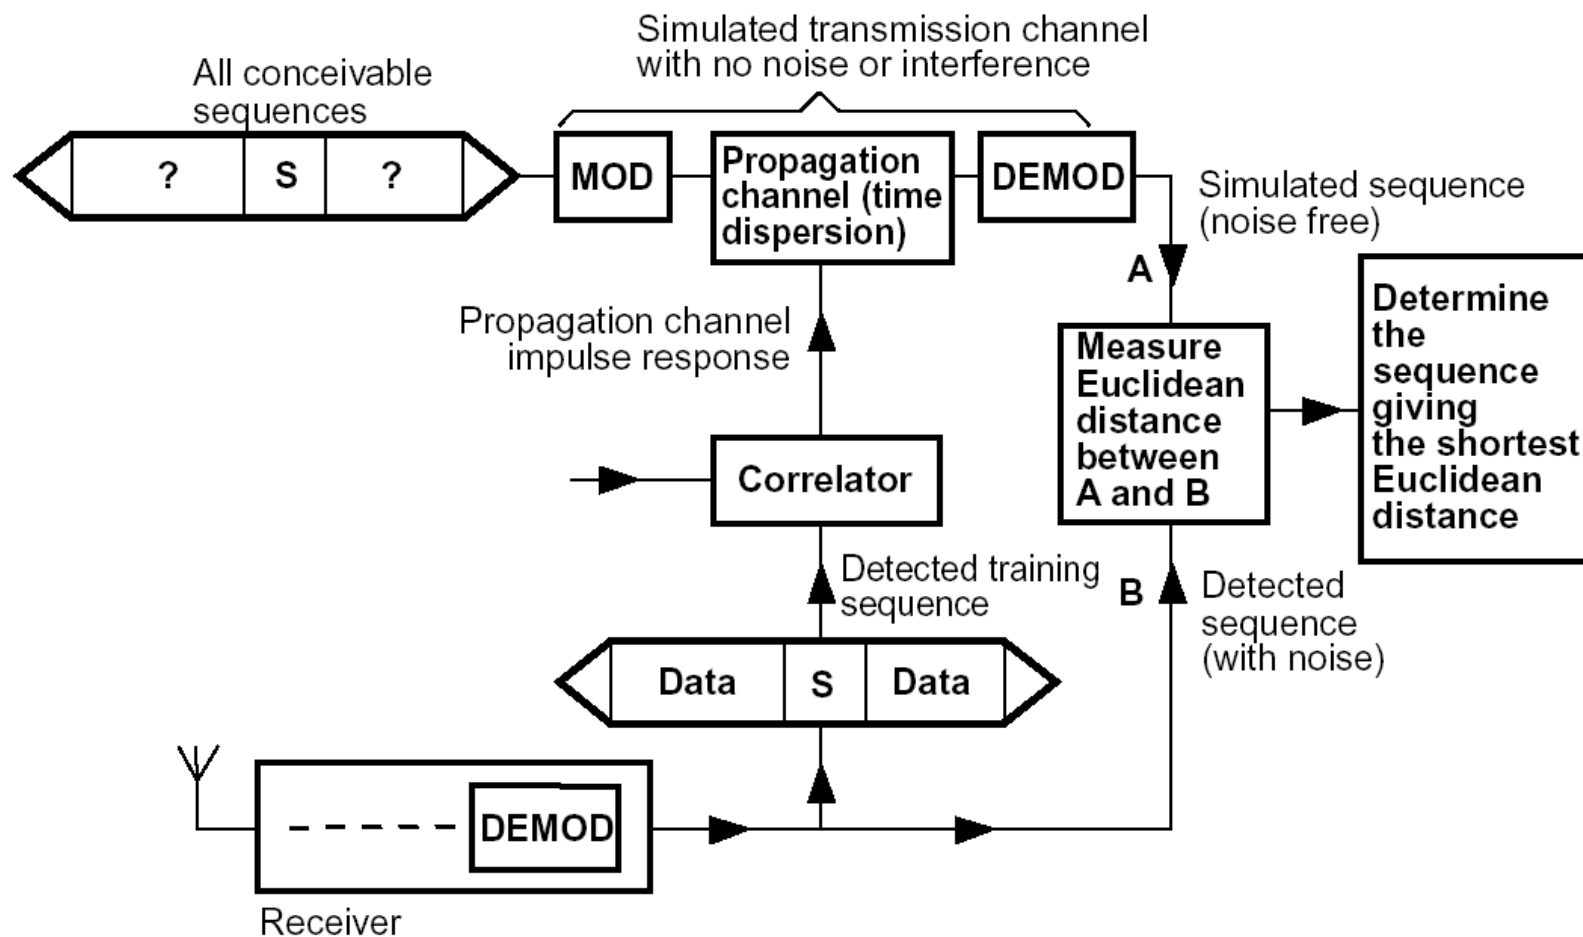 Simulated transmission channel
with no noise or interference
All conceivable
sequences
? S ?
MOD
Propagation
channel (time
dispersion)
DEMOD
Simulated sequence
(noise free)
A
Propagation channel
impulse response
Measure
Euclidean
distance
between
A and B
Determine
the
sequence
giving
the shortest
Euclidean
distance
Correlator
Detected training
sequence
B
Detected
sequence
(with noise)
Data S Data
DEMOD
Receiver